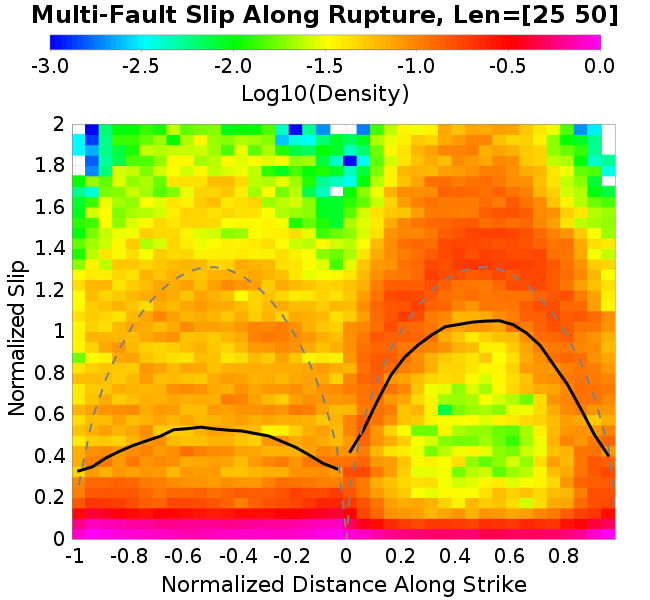 Multi-Fault Slip Along Rupture, Len=[25 50]
-3.0 -2.5 -2.0 -1.5 -1.0 -0.5 0.0
Log10(Density)
2
1.8
1.6
1.4
1.2
1
0.8
0.6
0.4
0.2
0
Normalized Slip
-1 -0.8 -0.6 -0.4 -0.2 0 0.2 0.4 0.6 0.8
Normalized Distance Along Strike